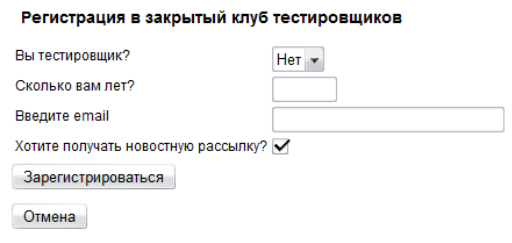 Регистрация в закрытый клуб тестировщиков
Вы тестировщик? Нет
Сколько вам лет?
Введите email
Хотите получать новостную рассылку?
Зарегистрироваться
Отмена